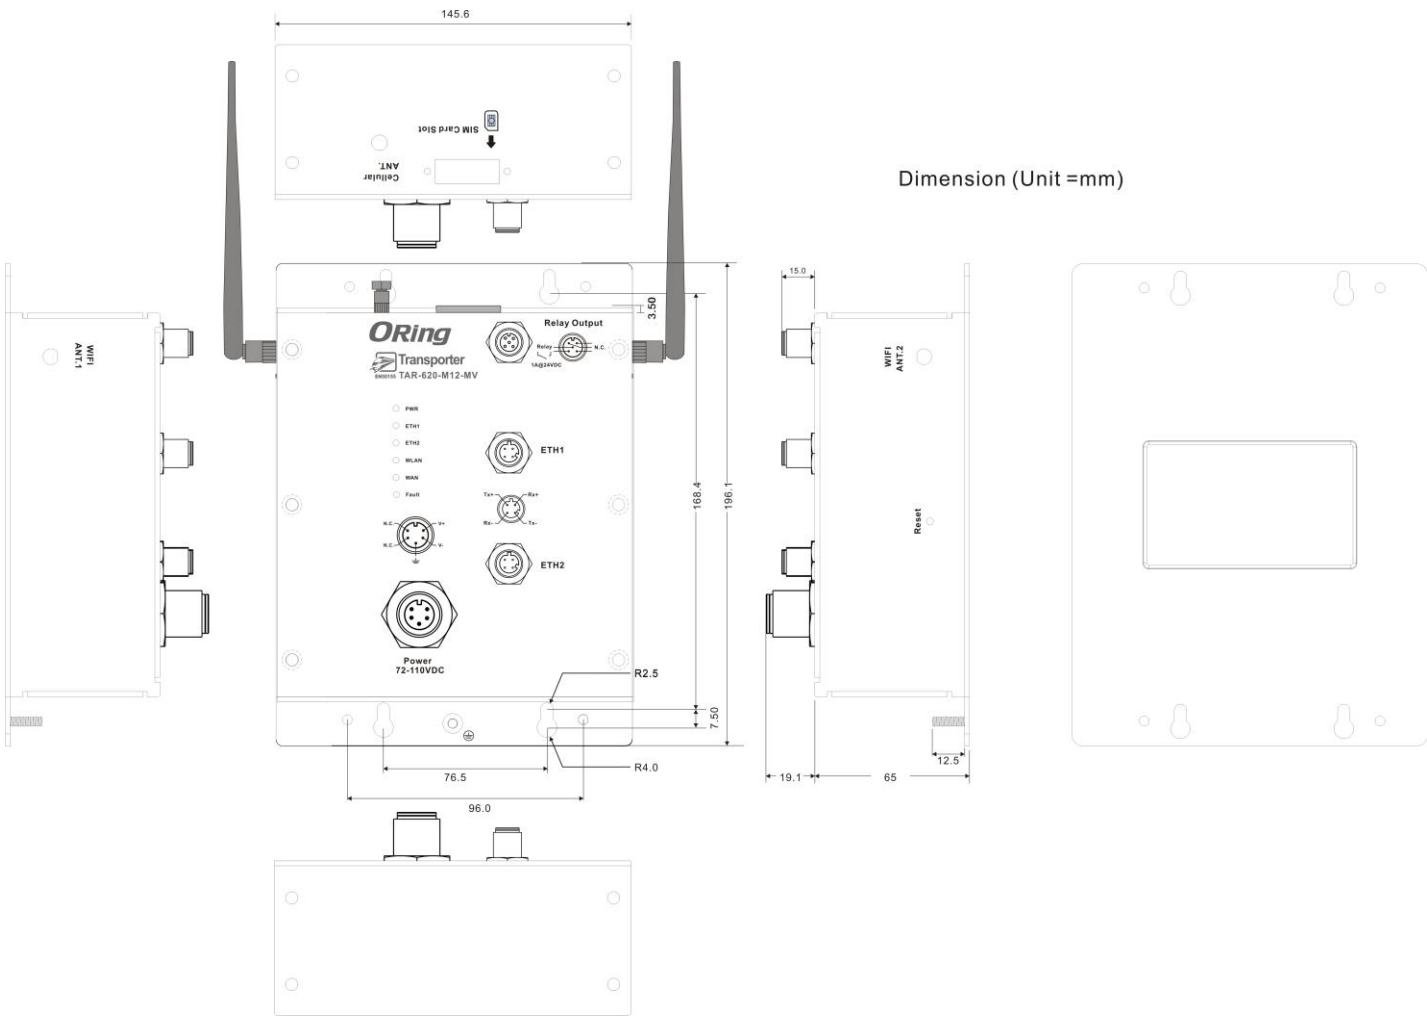 145.6
SIM Card Slot
Cellular
ANT.
Dimension (Unit =mm)
15.0
3.50
ORing
Relay Output
Relay
N.C.
1A@24VDC
Transporter
EN50155 TAR-620-M12-MV
WIFI
ANT.1
WIFI
ANT.2
PWR
ETH1
ETH2
WLAN
WAN
Fault
ETH1
Tx+
Rx+
Rx-
Tx-
168.4
196.1
Reset
N.C.
V+
N.C.
V-
ETH2
Power
72-110VDC
R2.5
7.50
R4.0
12.5
76.5
19.1
65
96.0